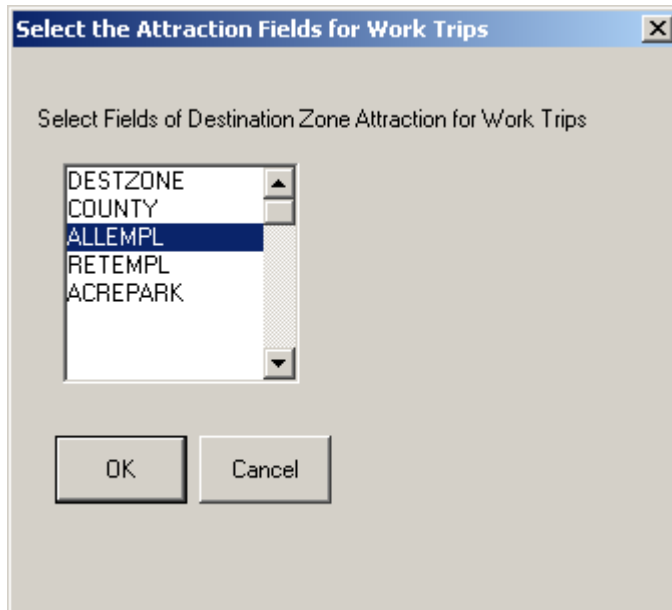 Select the Attraction Fields for Work Trips
Select Fields of Destination Zone Attraction for Work Trips
DESTZONE
COUNTY
ALLEMPL
RETEMPL
ACREPARK
OK
Cancel